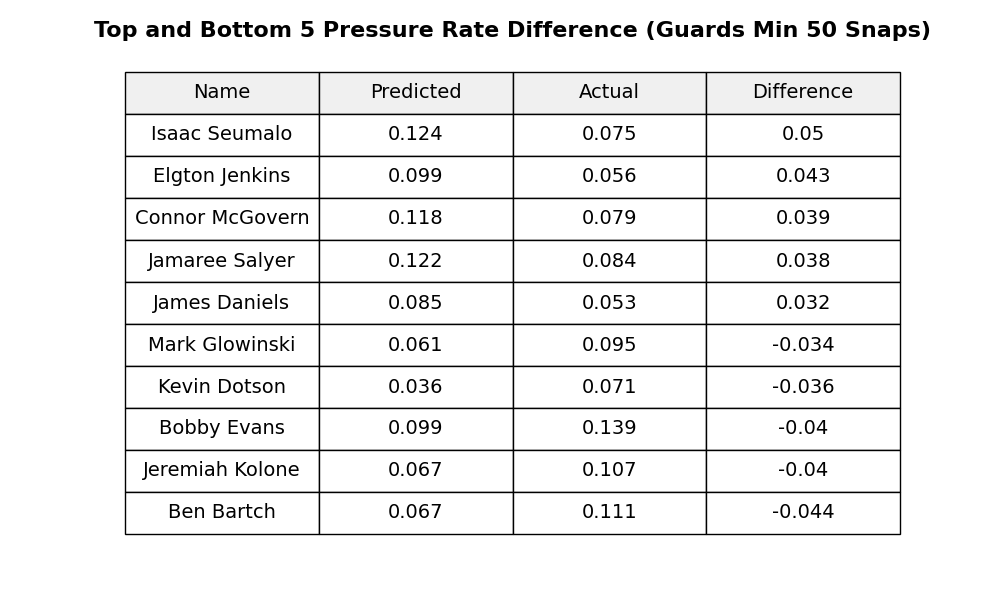 Top and Bottom 5 Pressure Rate Difference (Guards Min 50 Snaps)
Name Predicted Actual Difference
Isaac Seumalo 0.124 0.075 0.05
Elgton Jenkins 0.099 0.056 0.043
Connor McGovern 0.118 0.079 0.039
Jamaree Salyer 0.122 0.084 0.038
James Daniels 0.085 0.053 0.032
Mark Glowinski 0.061 0.095 -0.034
Kevin Dotson 0.036 0.071 -0.036
Bobby Evans 0.099 0.139 -0.04
Jeremiah Kolone 0.067 0.107 -0.04
Ben Bartch 0.067 0.111 -0.044